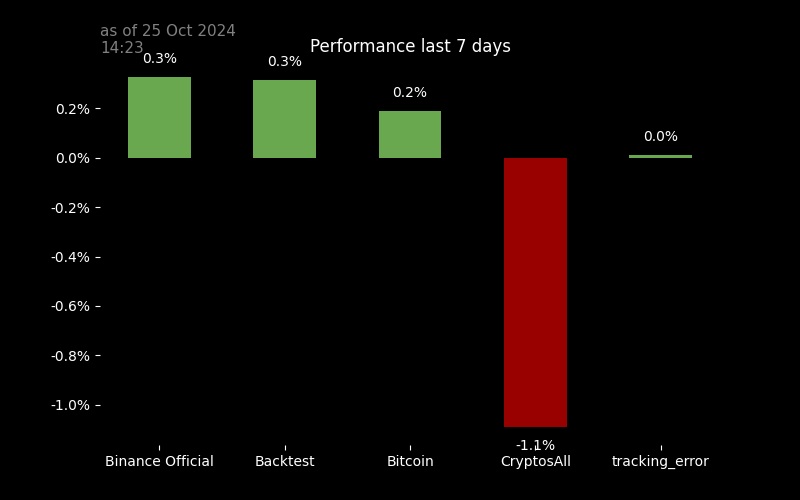 as of 25 Oct 2024
14:23
Performance last 7 days
0.3%
0.3%
0.2%
-1.1%
0.0%
0.2%
0.0%
-0.2%
-0.4%
-0.6%
-0.8%
-1.0%
Binance Official
Backtest
Bitcoin
CryptosAll
tracking_error